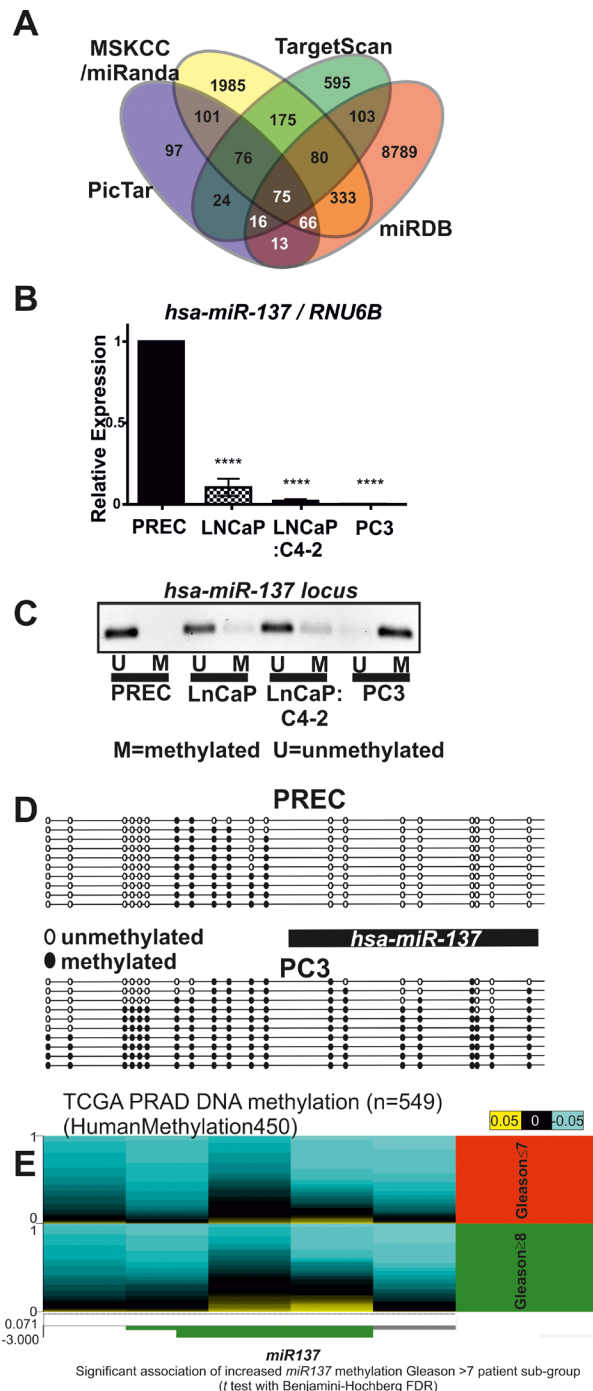 A
MSKCC
/miRanda
TargetScan
1985
595
101
175
103
97
76
80
8789
PicTar
24
75
333
16
66
miRDB
13
B
hsa-miR-137 / RNU6B
Relative Expression
1
0.5
0
****
****
****
PREC
LNCaP
LNCaP
:C4-2
PC3
C
hsa-miR-137 locus
U M U M U M U M
PREC LnCaP LnCaP:
C4-2
PC3
M=methylated U=unmethylated
D
PREC
unmethylated
hsa-miR-137
methylated
PC3
TCGA PRAD DNA methylation (n=549)
(HumanMethylation450)
0.05 0 -0.05
E
1
0
Gleason≤7
1
0
Gleason≥8
0.071
-3.000
miR137
Significant association of increased miR137 methylation Gleason >7 patient sub-group
(t test with Benjamini-Hochberg FDR)